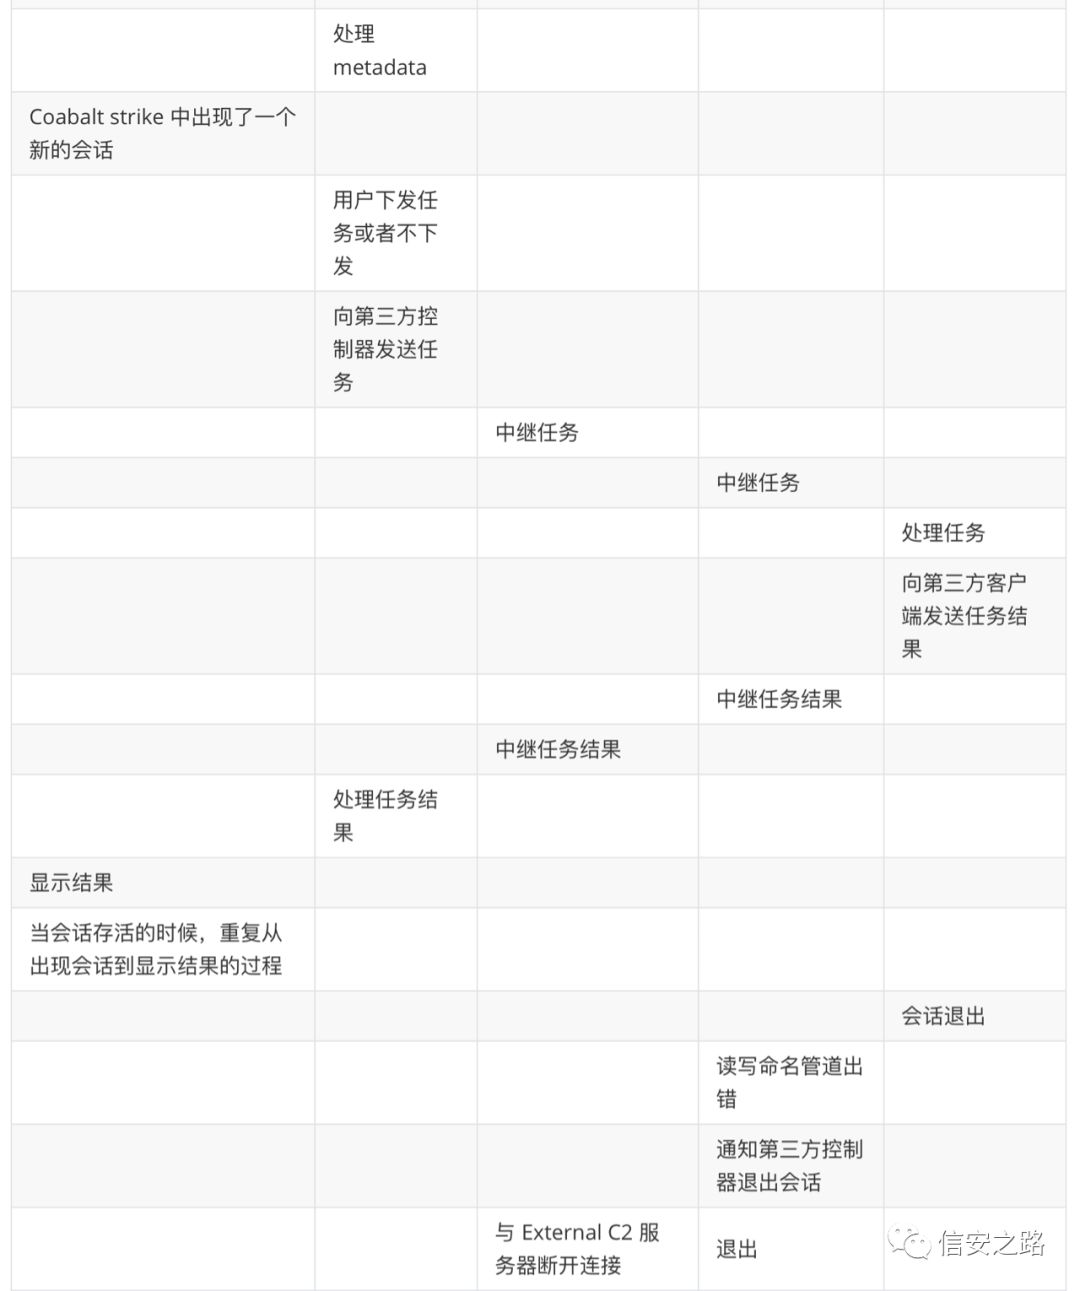 处理
metadata
Coabalt strike 中出现了一个
新的会话
用户下发任
务或者不下
发
向第三方控
制器发送任
务
中继任务
中继任务
处理任务
向第三方客户
端发送任务结
果
中继任务结果
中继任务结果
处理任务结
果
显示结果
当会话存活的时候，重复从
出现会话到显示结果的过程
会话退出
读写命名管道出
错
通知第三方控制
器退出会话
与 External C2 服
务器断开连接
退出
信安之路